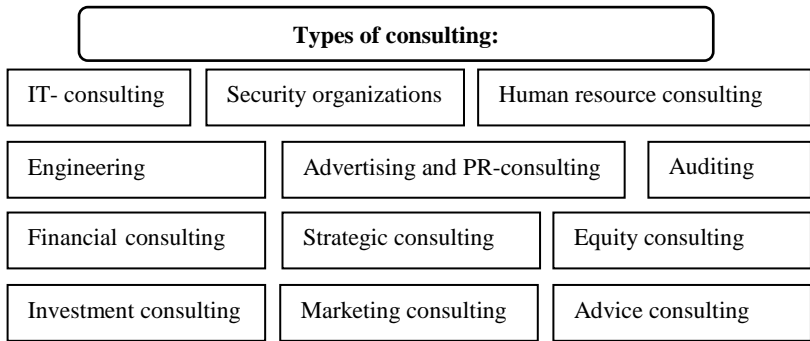 Types of consulting:
IT- consulting
Security organizations
Human resource consulting
Engineering
Advertising and PR-consulting
Auditing
Financial consulting
Strategic consulting
Equity consulting
Investment consulting
Marketing consulting
Advice consulting